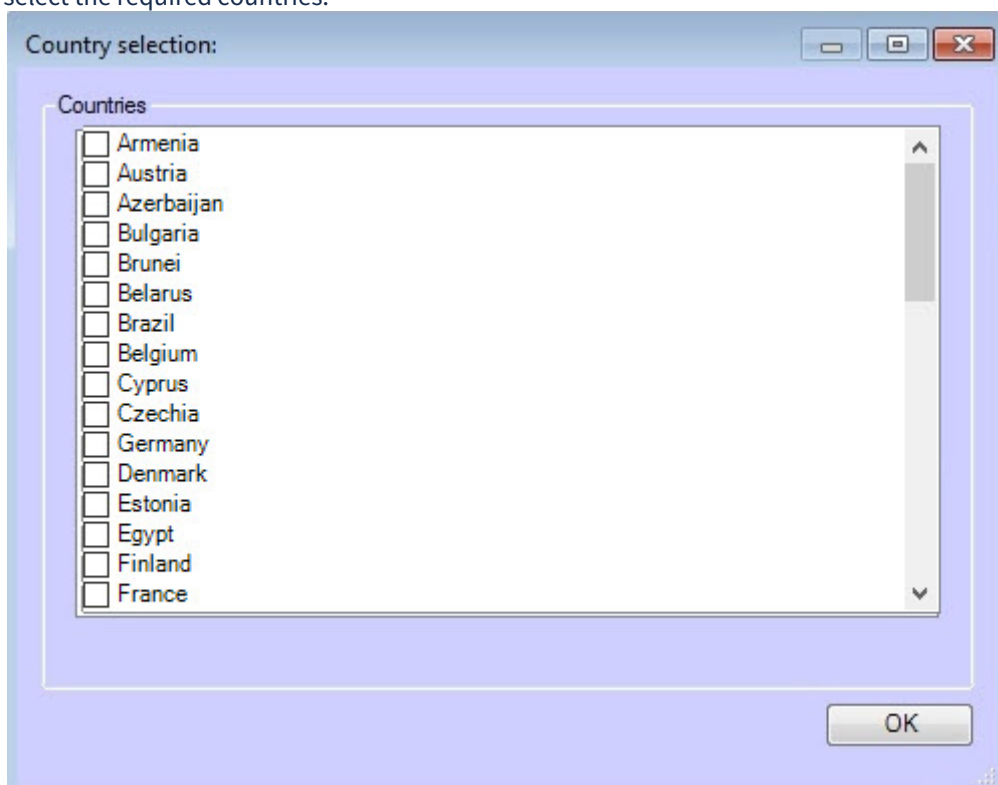 select the required countries.
Country selection:
Countries
Armenia
Austria
Azerbaijan
Bulgaria
Brunei
Belarus
Brazil
Belgium
Cyprus
Czechia
Germany
Denmark
Estonia
Egypt
Finland
France
OK